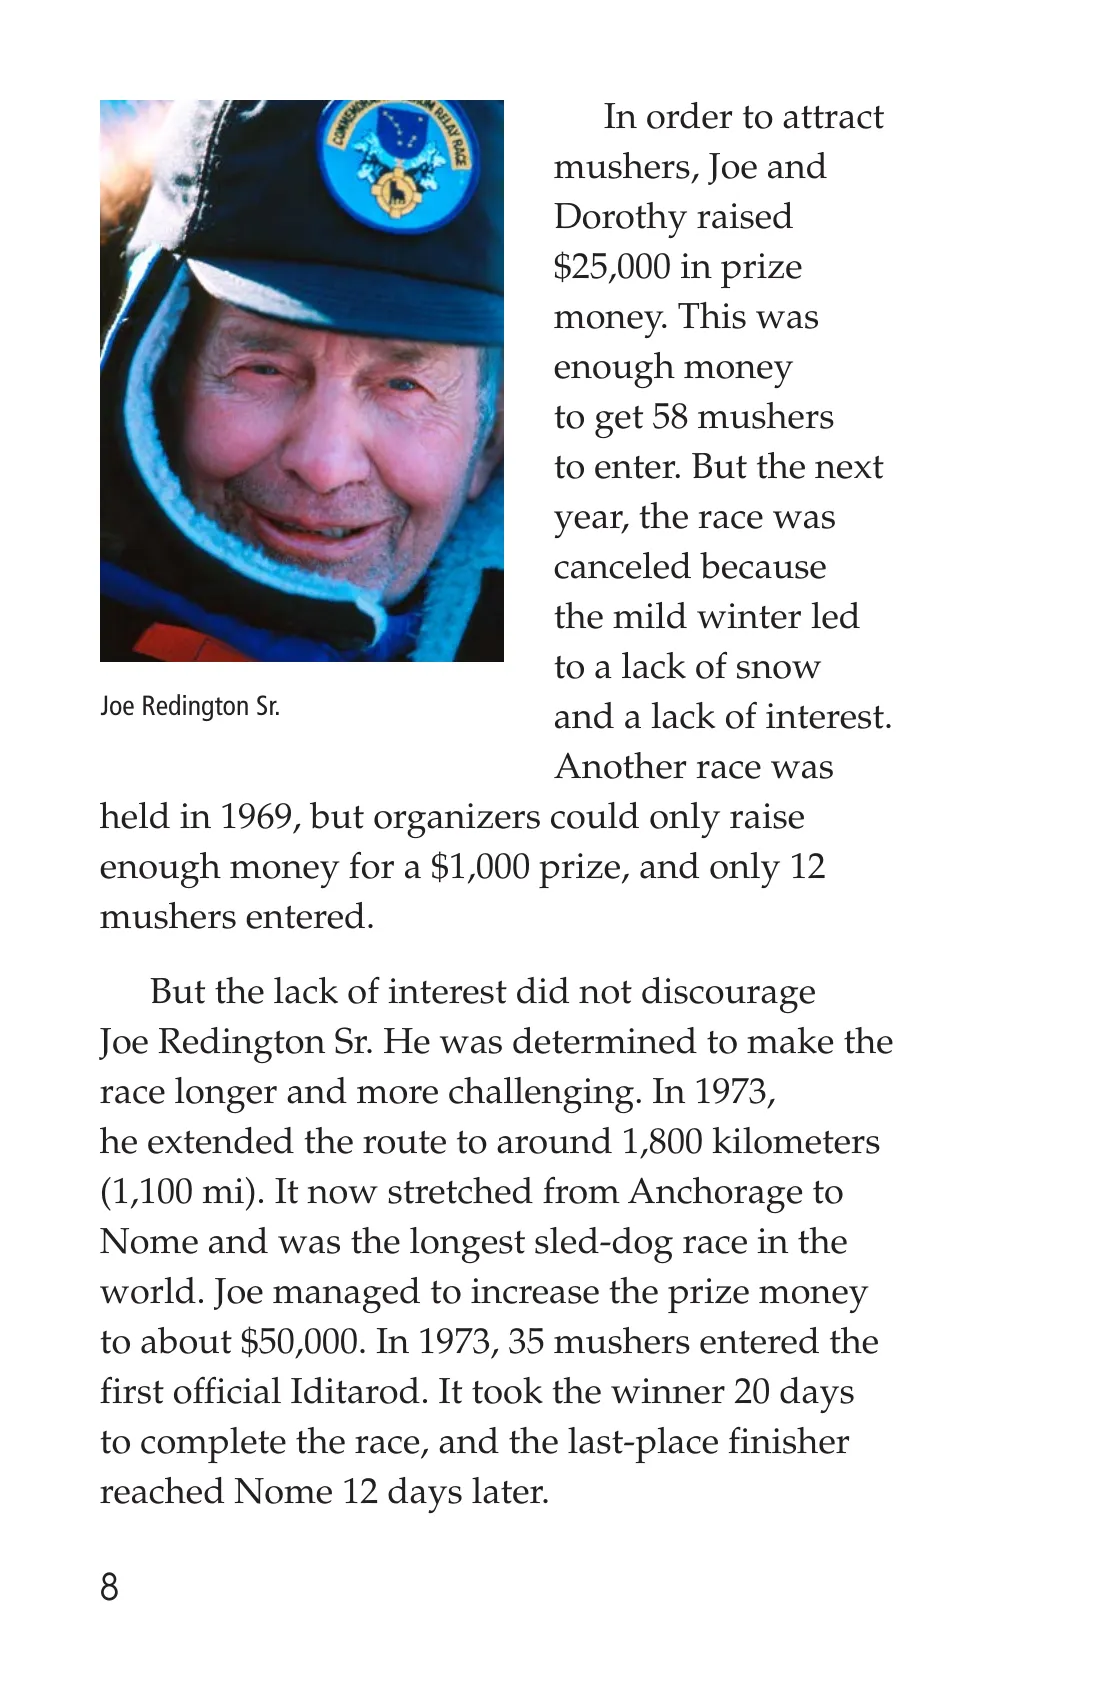 COMMEMOR
UM RELAY RACE
Joe Redington Sr.
In order to attract
mushers, Joe and
Dorothy raised
$25,000 in prize
money. This was
enough money
to get 58 mushers
to enter. But the next
year, the race was
canceled because
the mild winter led
to a lack of snow
and a lack of interest.
Another race was
held in 1969, but organizers could only raise
enough money for a $1,000 prize, and only 12
mushers entered.
But the lack of interest did not discourage
Joe Redington Sr. He was determined to make the
race longer and more challenging. In 1973,
he extended the route to around 1,800 kilometers
(1,100 mi). It now stretched from Anchorage to
Nome and was the longest sled-dog race in the
world. Joe managed to increase the prize money
to about $50,000. In 1973, 35 mushers entered the
first official Iditarod. It took the winner 20 days
to complete the race, and the last-place finisher
reached Nome 12 days later.
8